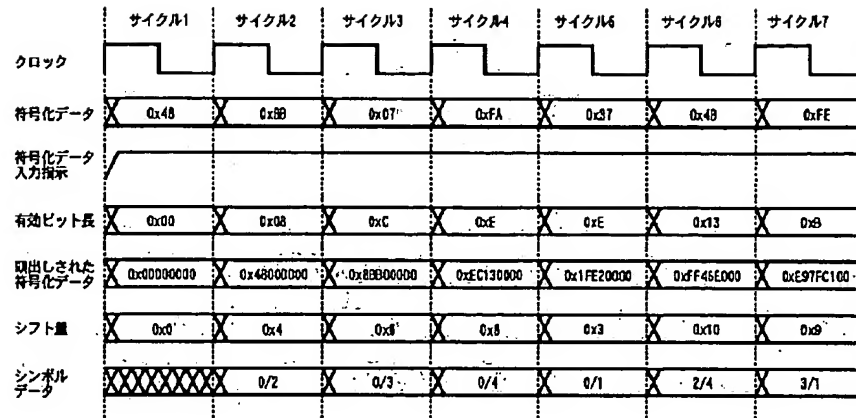 サイクル1 サイクル2 サイクル3 サイクル4 サイクル5 サイクル6 サイクル7
クロック
符号化データ 0x48 0xBB 0x07 0xFA 0x37 0x4B 0xFE
符号化データ
入力指示
有効ビット長 0x00 0x08 0xC 0xE 0xE 0x13 0xB
頭出しされた
符号化データ 0x00000000 0x48000000 0x8BB00000 0x1FE20000 0xFF46E000 0xE97FC100
シフト量 0x0 0x4 0x6 0x8 0x3 0x10 0x9
シンボル
データ 0/2 0/3 0/4 0/1 2/4 3/1